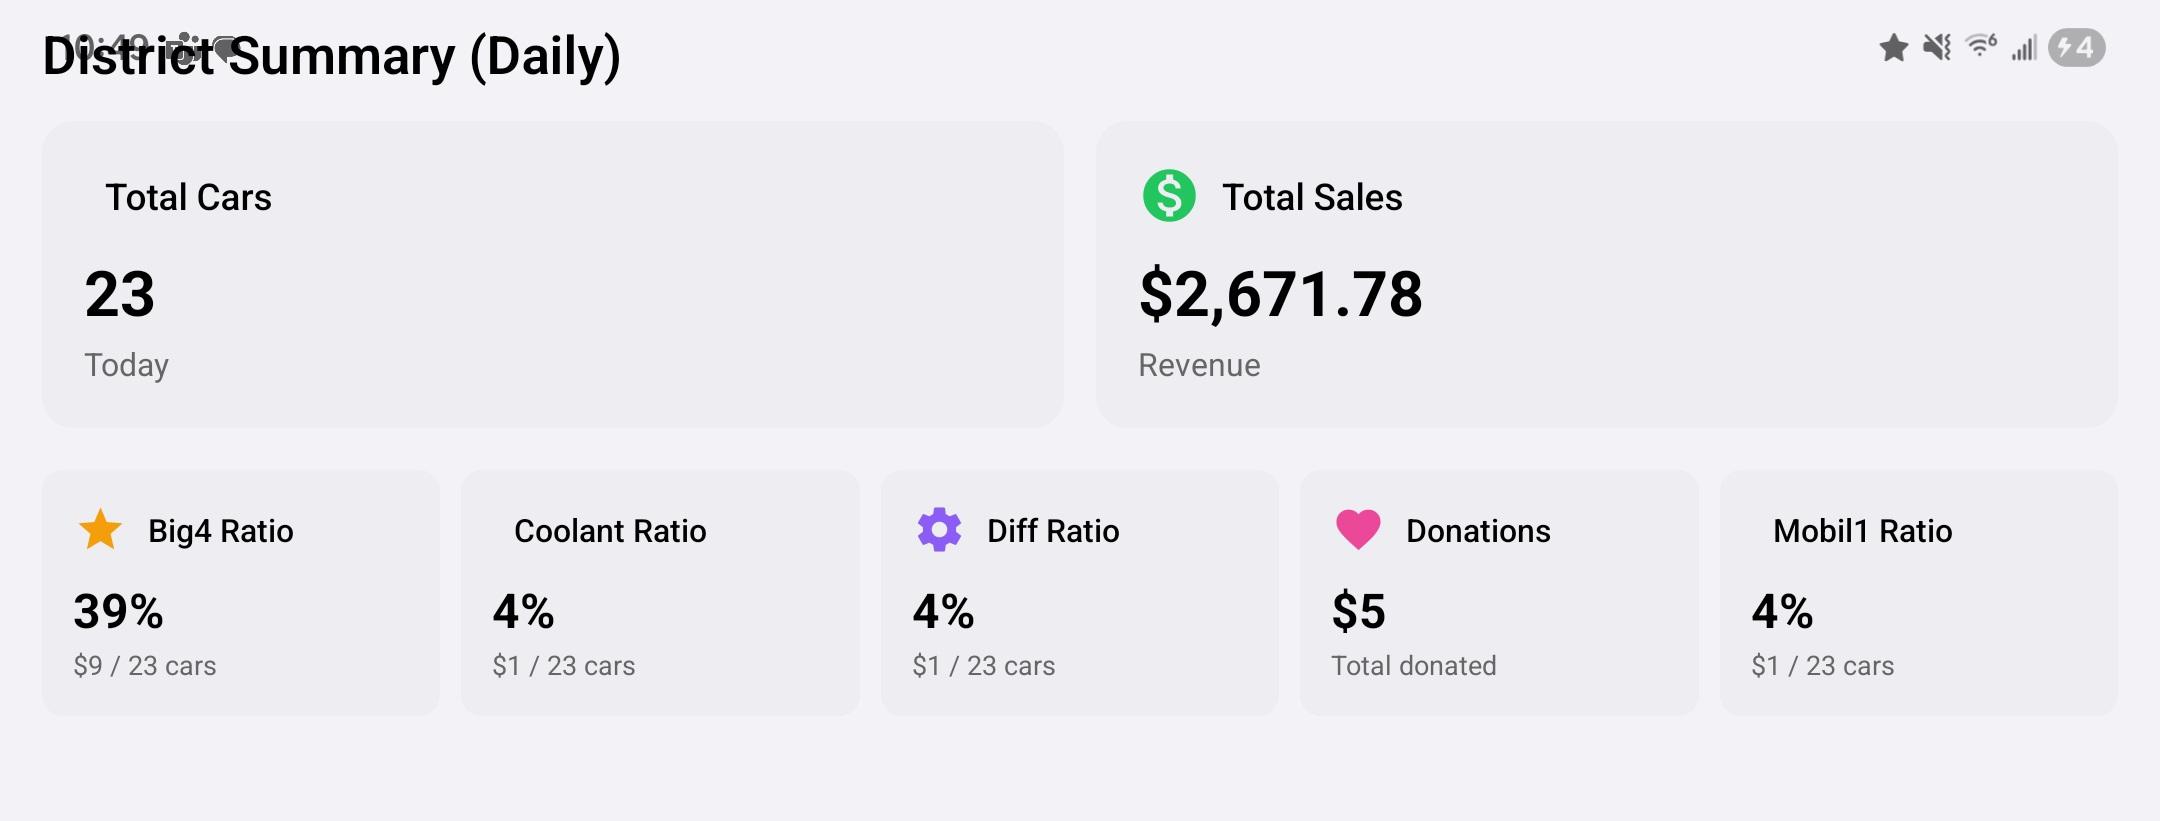 10:49
District Summary (Daily)
6
4
Total Cars
23
Today
Total Sales
$2,671.78
Revenue
Big4 Ratio
39%
$9 / 23 cars
Coolant Ratio
4%
$1 / 23 cars
Diff Ratio
4%
$1 / 23 cars
Donations
$5
Total donated
Mobil1 Ratio
4%
$1 / 23 cars